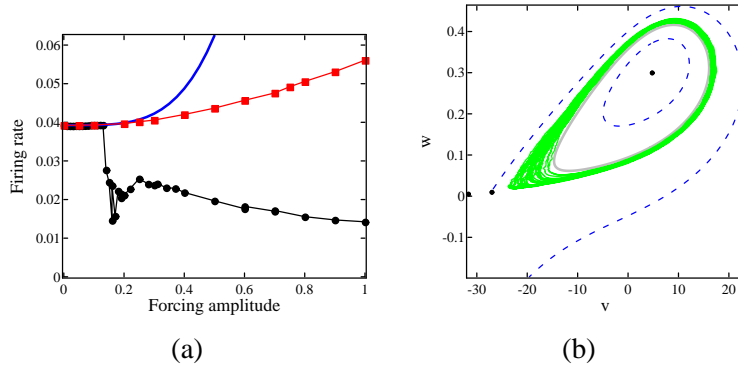 0.06
0.05
0.04
0.03
0.02
0.01
0
0 0.2 0.4 0.6 0.8 1
Firing rate
Forcing amplitude
(a)
0.4
0.3
0.2
0.1
0
-0.1
-30 -20 -10 0 10 20
w
v
(b)